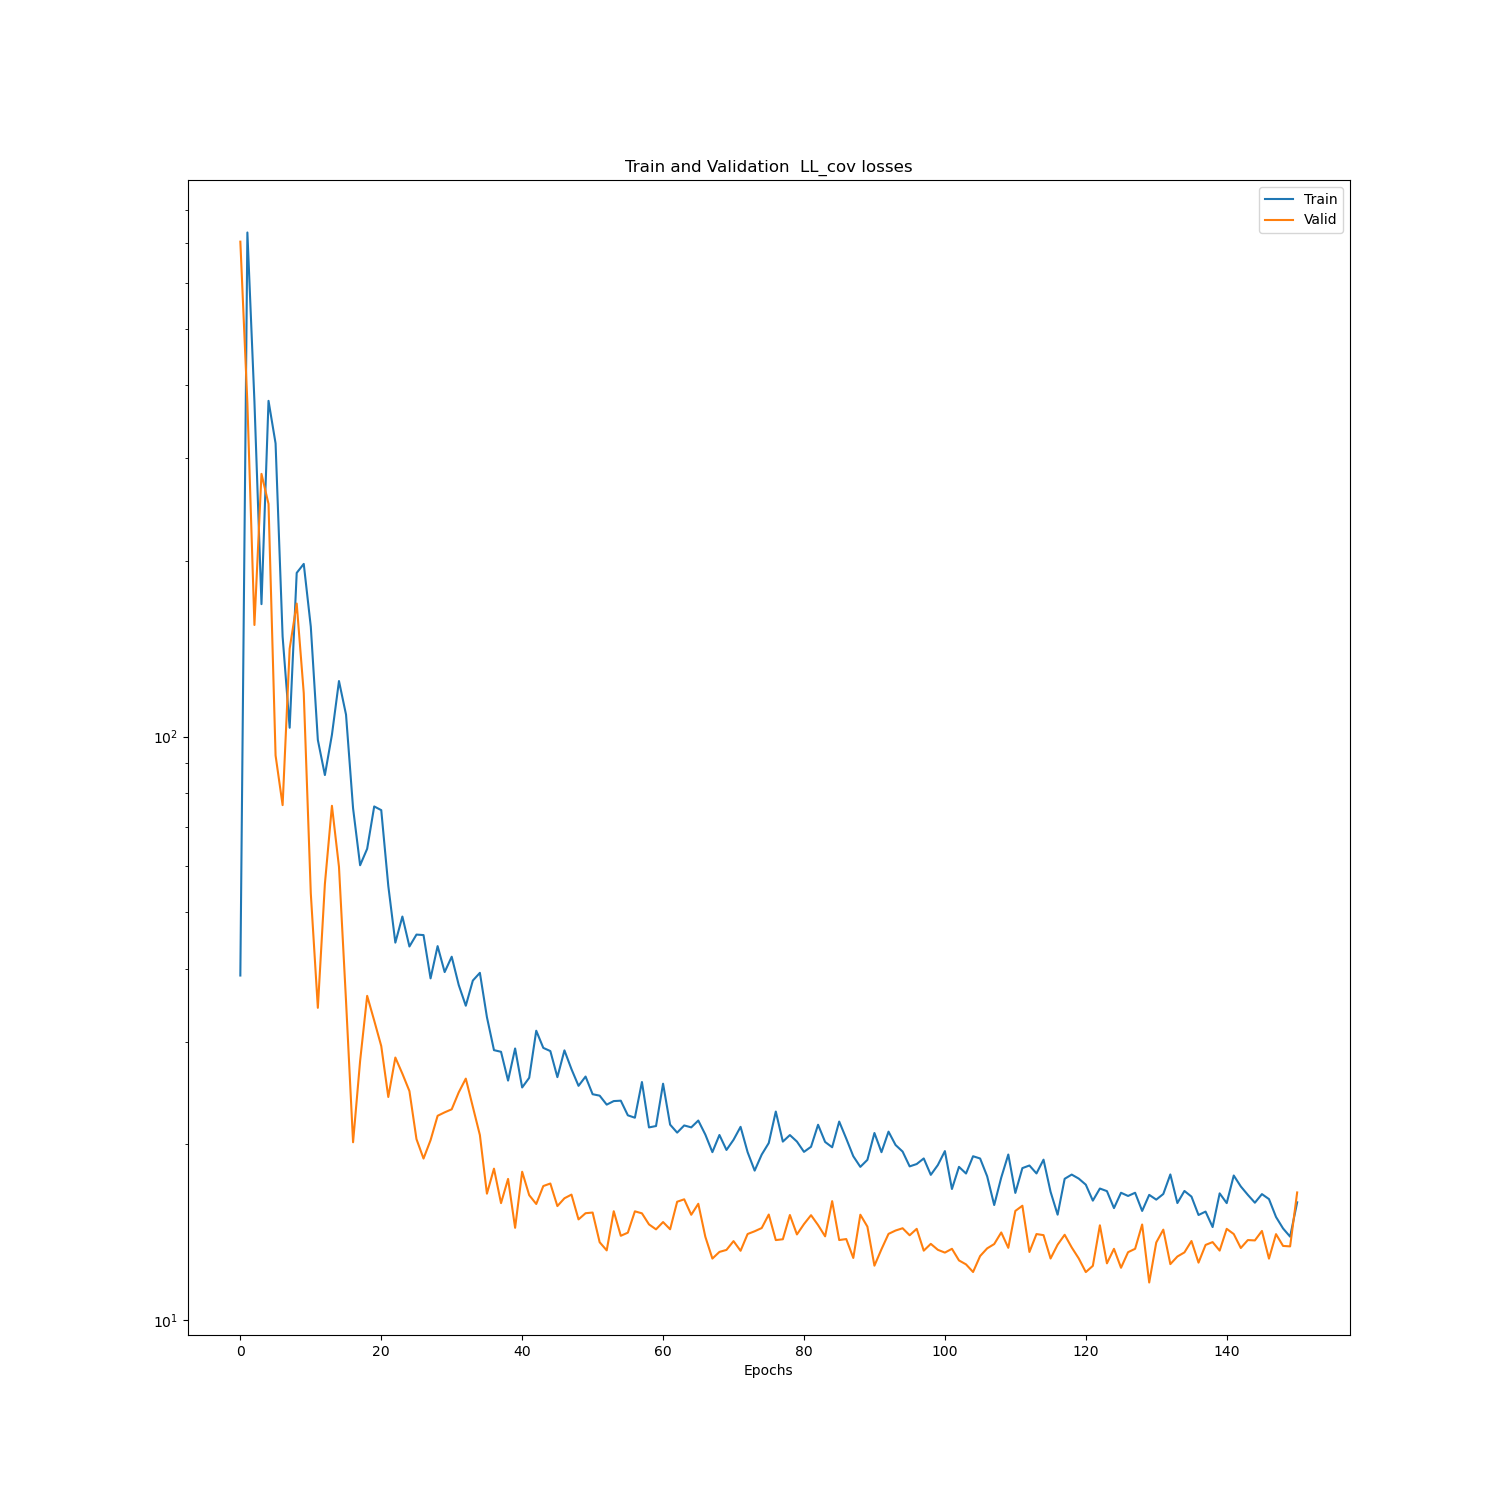 Train and Validation  LL_cov losses
Train
Valid
10²
10¹
0 20 40 60 80 100 120 140
Epochs